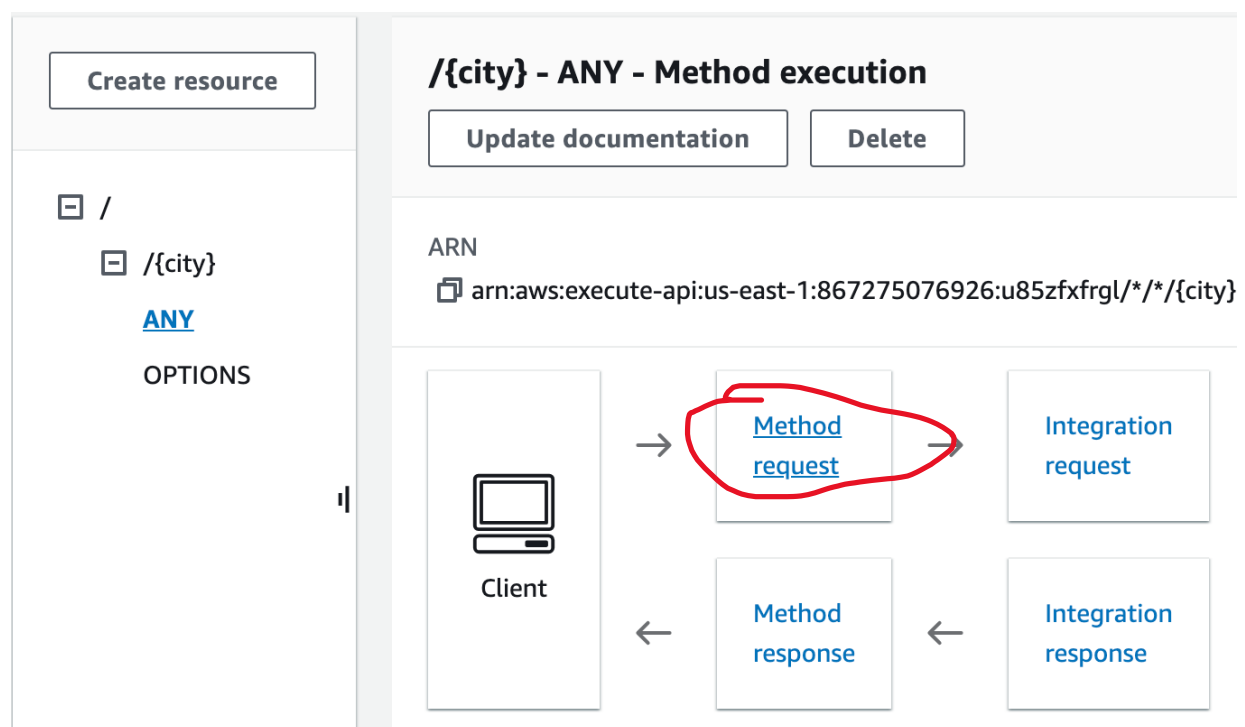 Create resource
/
/{city}
ANY
OPTIONS
/{city} - ANY - Method execution
Update documentation
Delete
ARN
arn:aws:execute-api:us-east-1:867275076926:u85zfxfrgl/*/*/{city}
Client
Method
request
Integration
request
Method
response
Integration
response